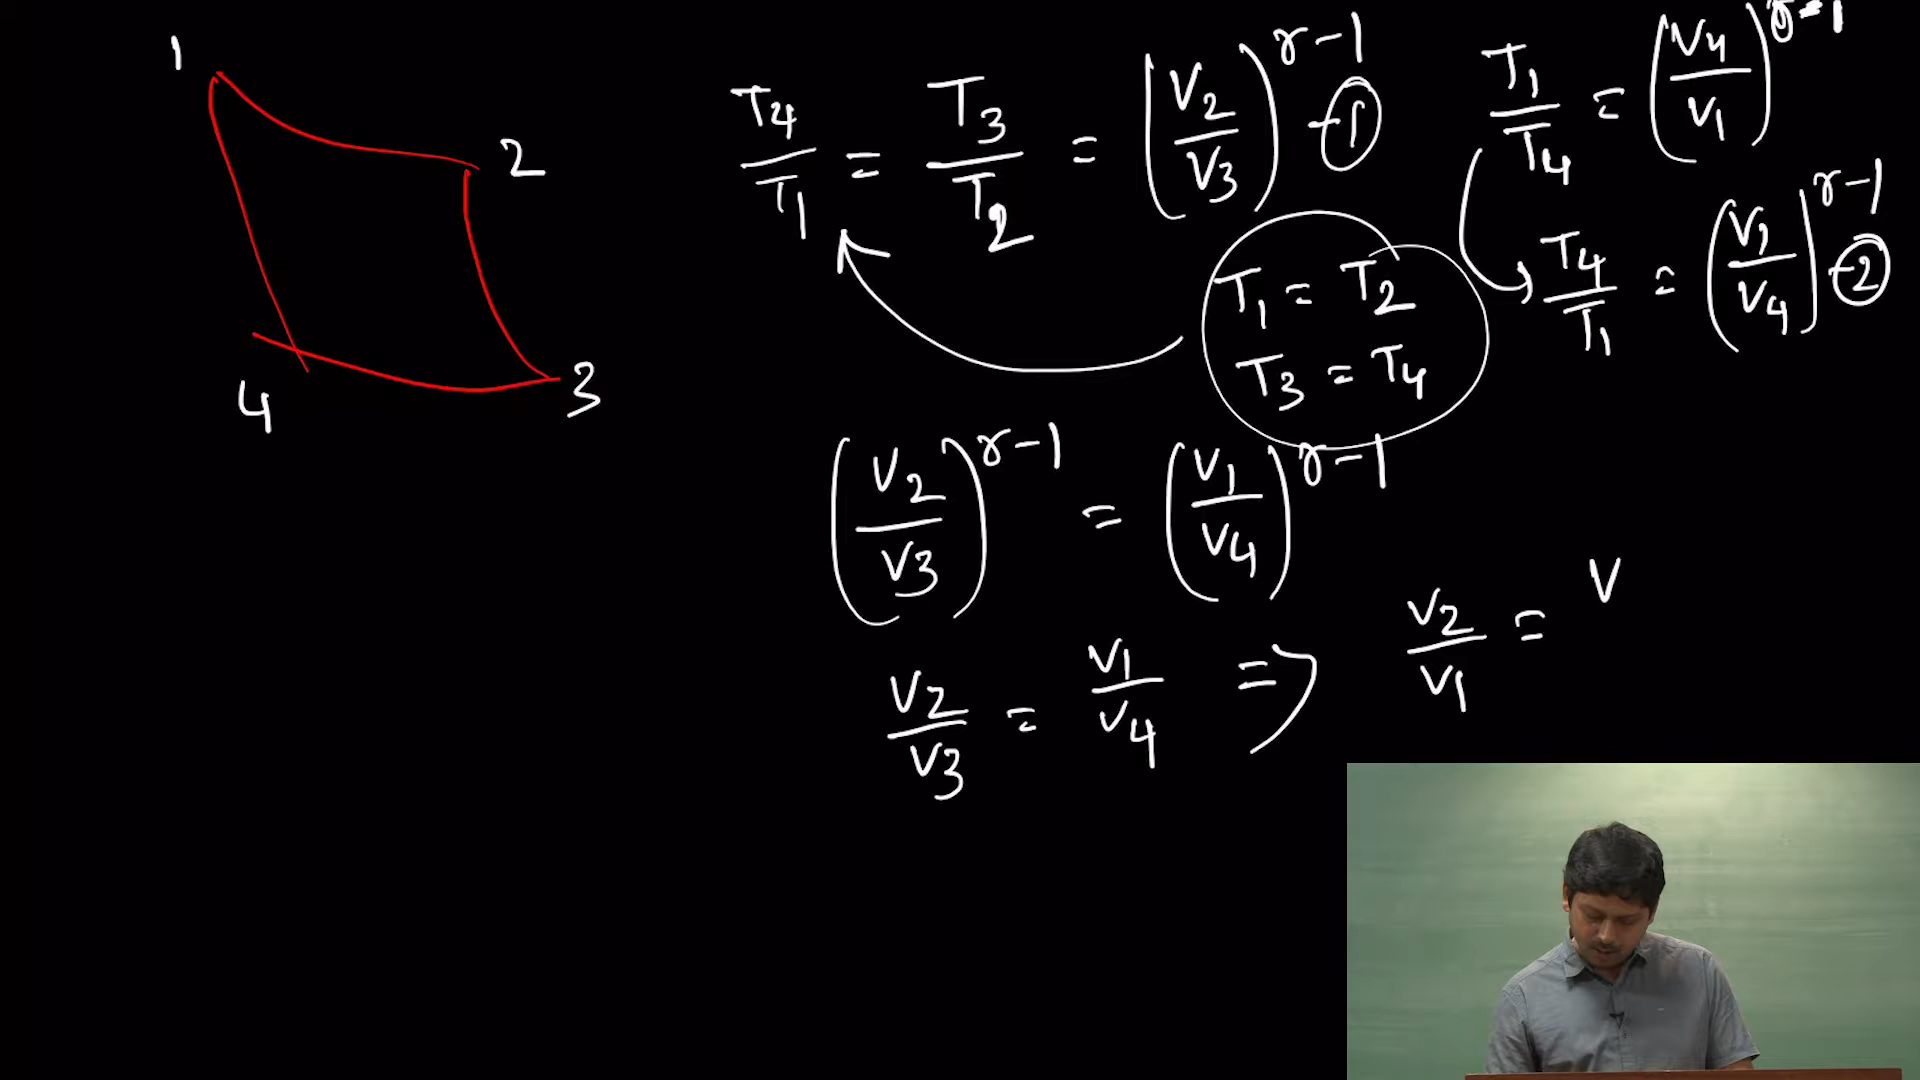 1
2
3
4
T4/T1 = T3/T2 = (V2/V3)^γ-1 -①
T1/T4 = (V4/V1)^γ-1
T4/T1 = (V1/V4)^γ-1 -②
T1 = T2
T3 = T4
(V2/V3)^γ-1 = (V1/V4)^γ-1
V2/V3 = V1/V4 => V2/V1 = V